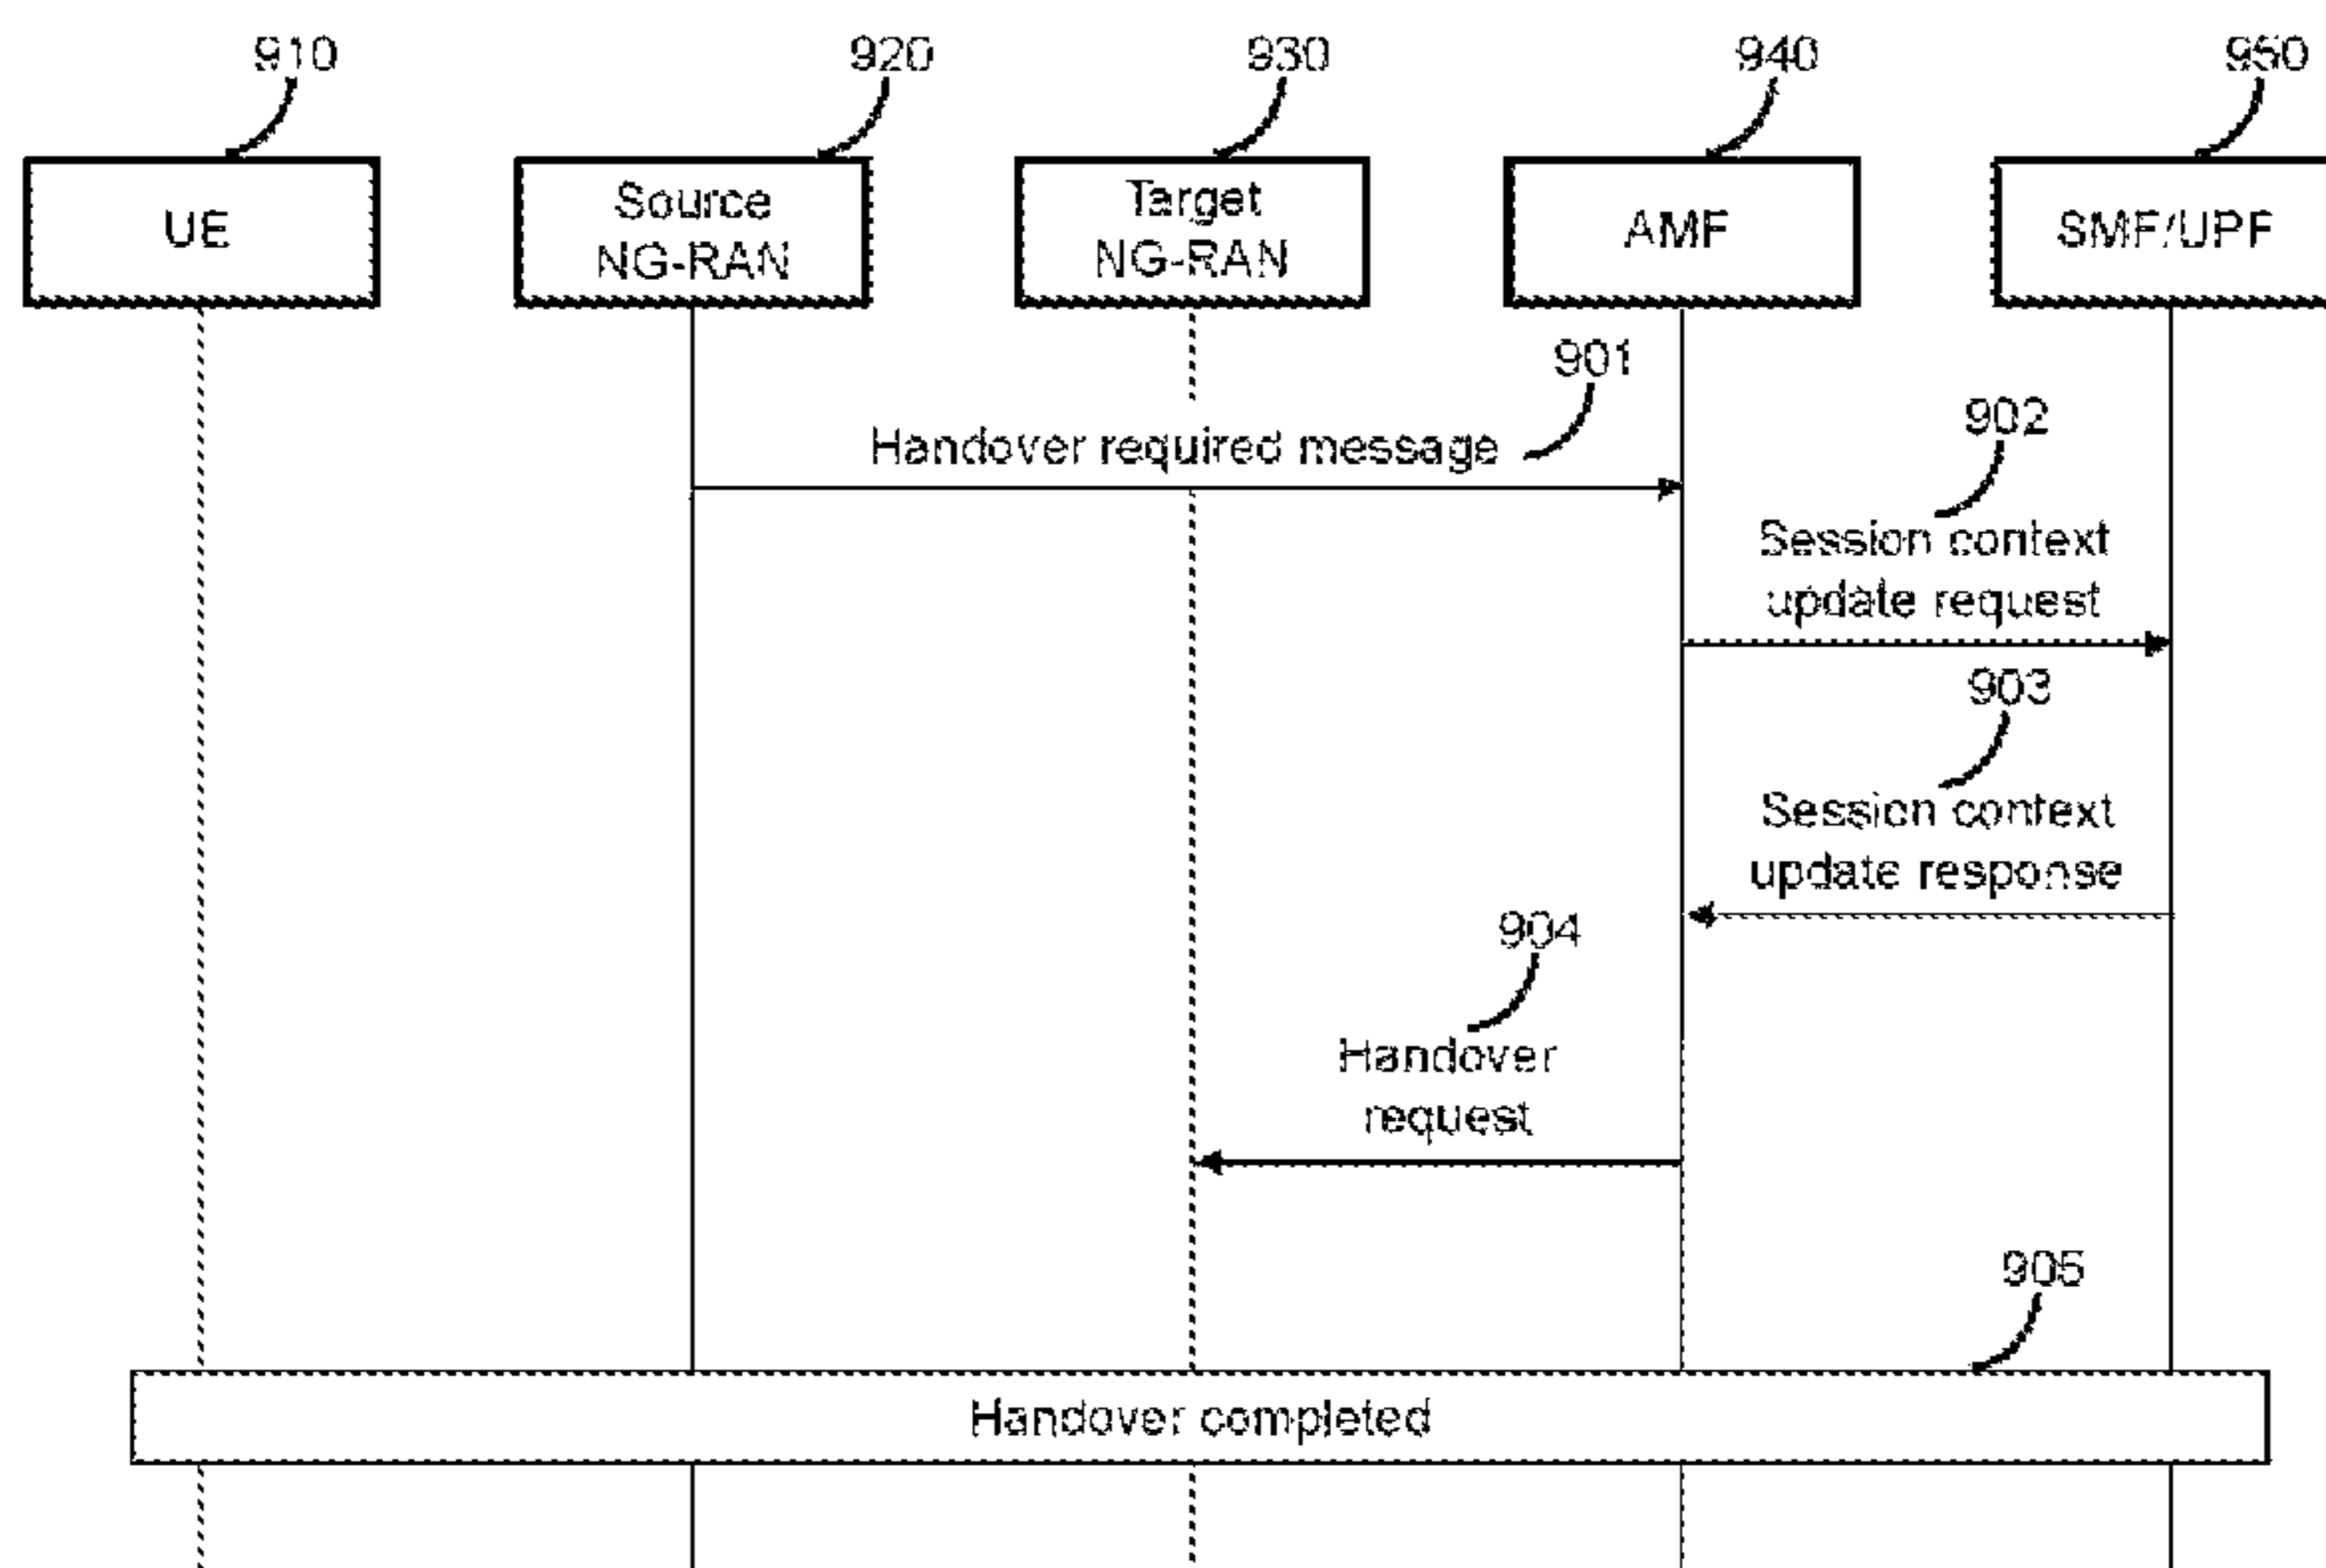 910
920
930
940
950
UE
Source
NG-RAN
Target
NG-RAN
AMF
SMF/UPF
901
Handover required message
902
Session context
update request
903
Session context
update response
904
Handover
request
905
Handover completed